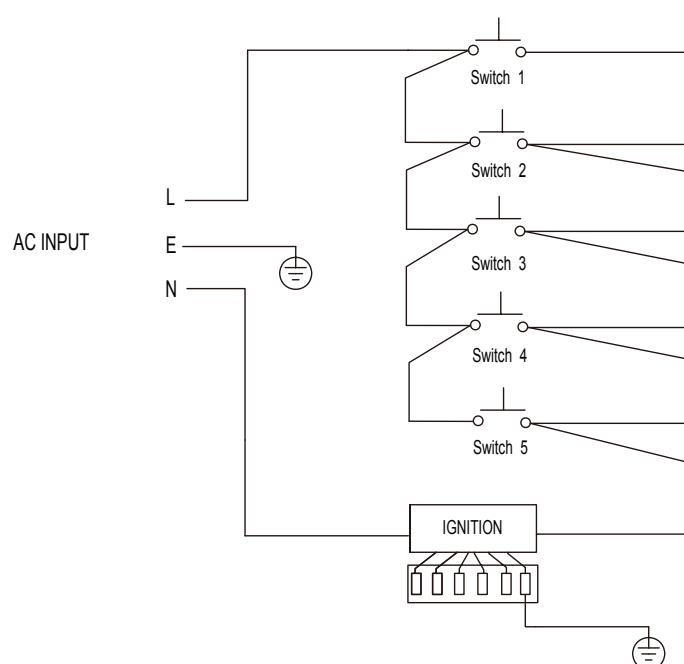 Switch 1
Switch 2
L
AC INPUT
E
Switch 3
N
Switch 4
Switch 5
IGNITION